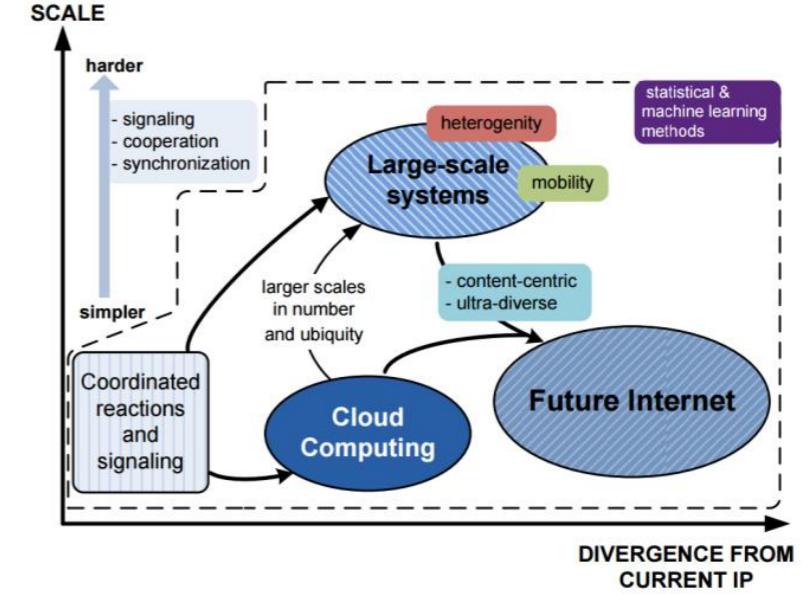 SCALE
harder
- signaling
- cooperation
- synchronization
simpler
statistical &
machine learning
methods
heterogenity
Large-scale
systems
mobility
larger scales
in number
and ubiquity
- content-centric
- ultra-diverse
Coordinated
reactions
and
signaling
Cloud
Computing
Future Internet
DIVERGENCE FROM
CURRENT IP